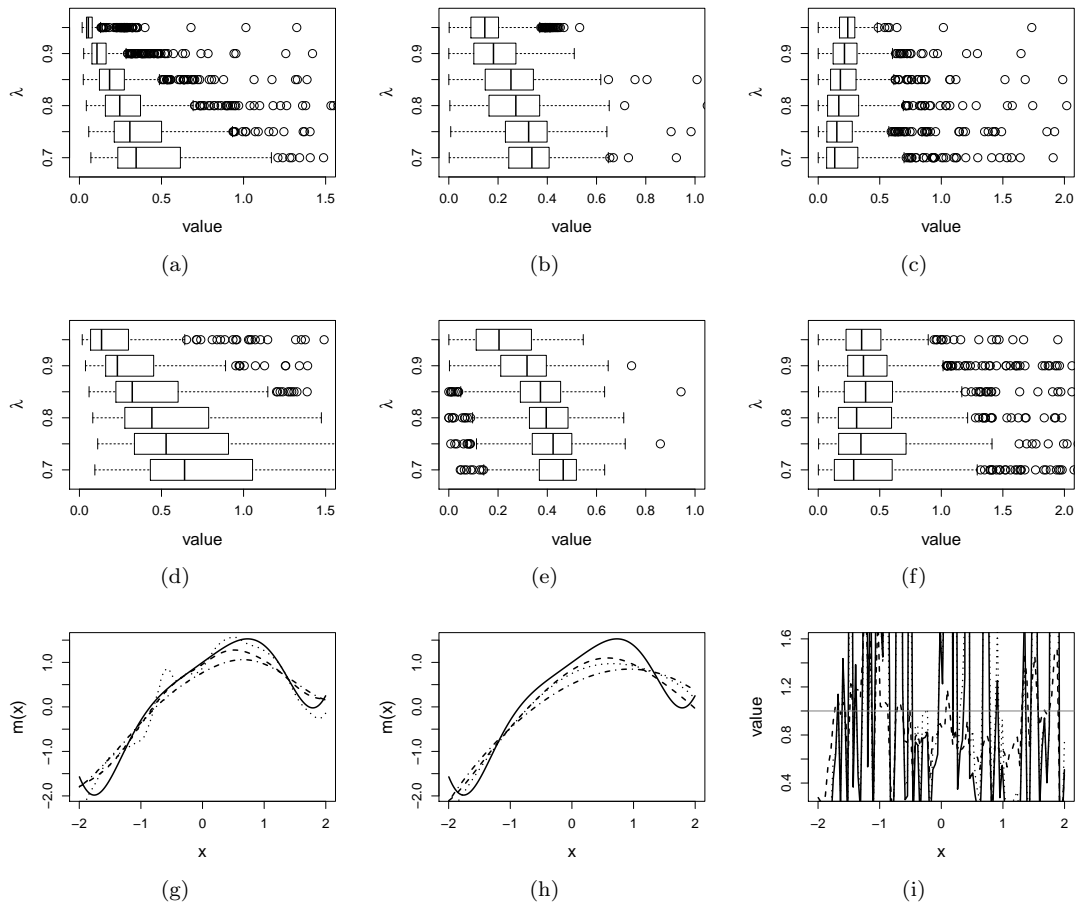 λ
0.9
0.8
0.7
0.0 0.5 1.0 1.5
value
(a)
λ
0.9
0.8
0.7
0.0 0.2 0.4 0.6 0.8 1.0
value
(b)
λ
0.9
0.8
0.7
0.0 0.5 1.0 1.5 2.0
value
(c)
λ
0.9
0.8
0.7
0.0 0.5 1.0 1.5
value
(d)
λ
0.9
0.8
0.7
0.0 0.2 0.4 0.6 0.8 1.0
value
(e)
λ
0.9
0.8
0.7
0.0 0.5 1.0 1.5 2.0
value
(f)
m(x)
1.0
0.0
−1.0
−2.0
−2 −1 0 1 2
x
(g)
m(x)
1.0
0.0
−1.0
−2.0
−2 −1 0 1 2
x
(h)
value
1.6
1.2
0.8
0.4
−2 −1 0 1 2
x
(i)